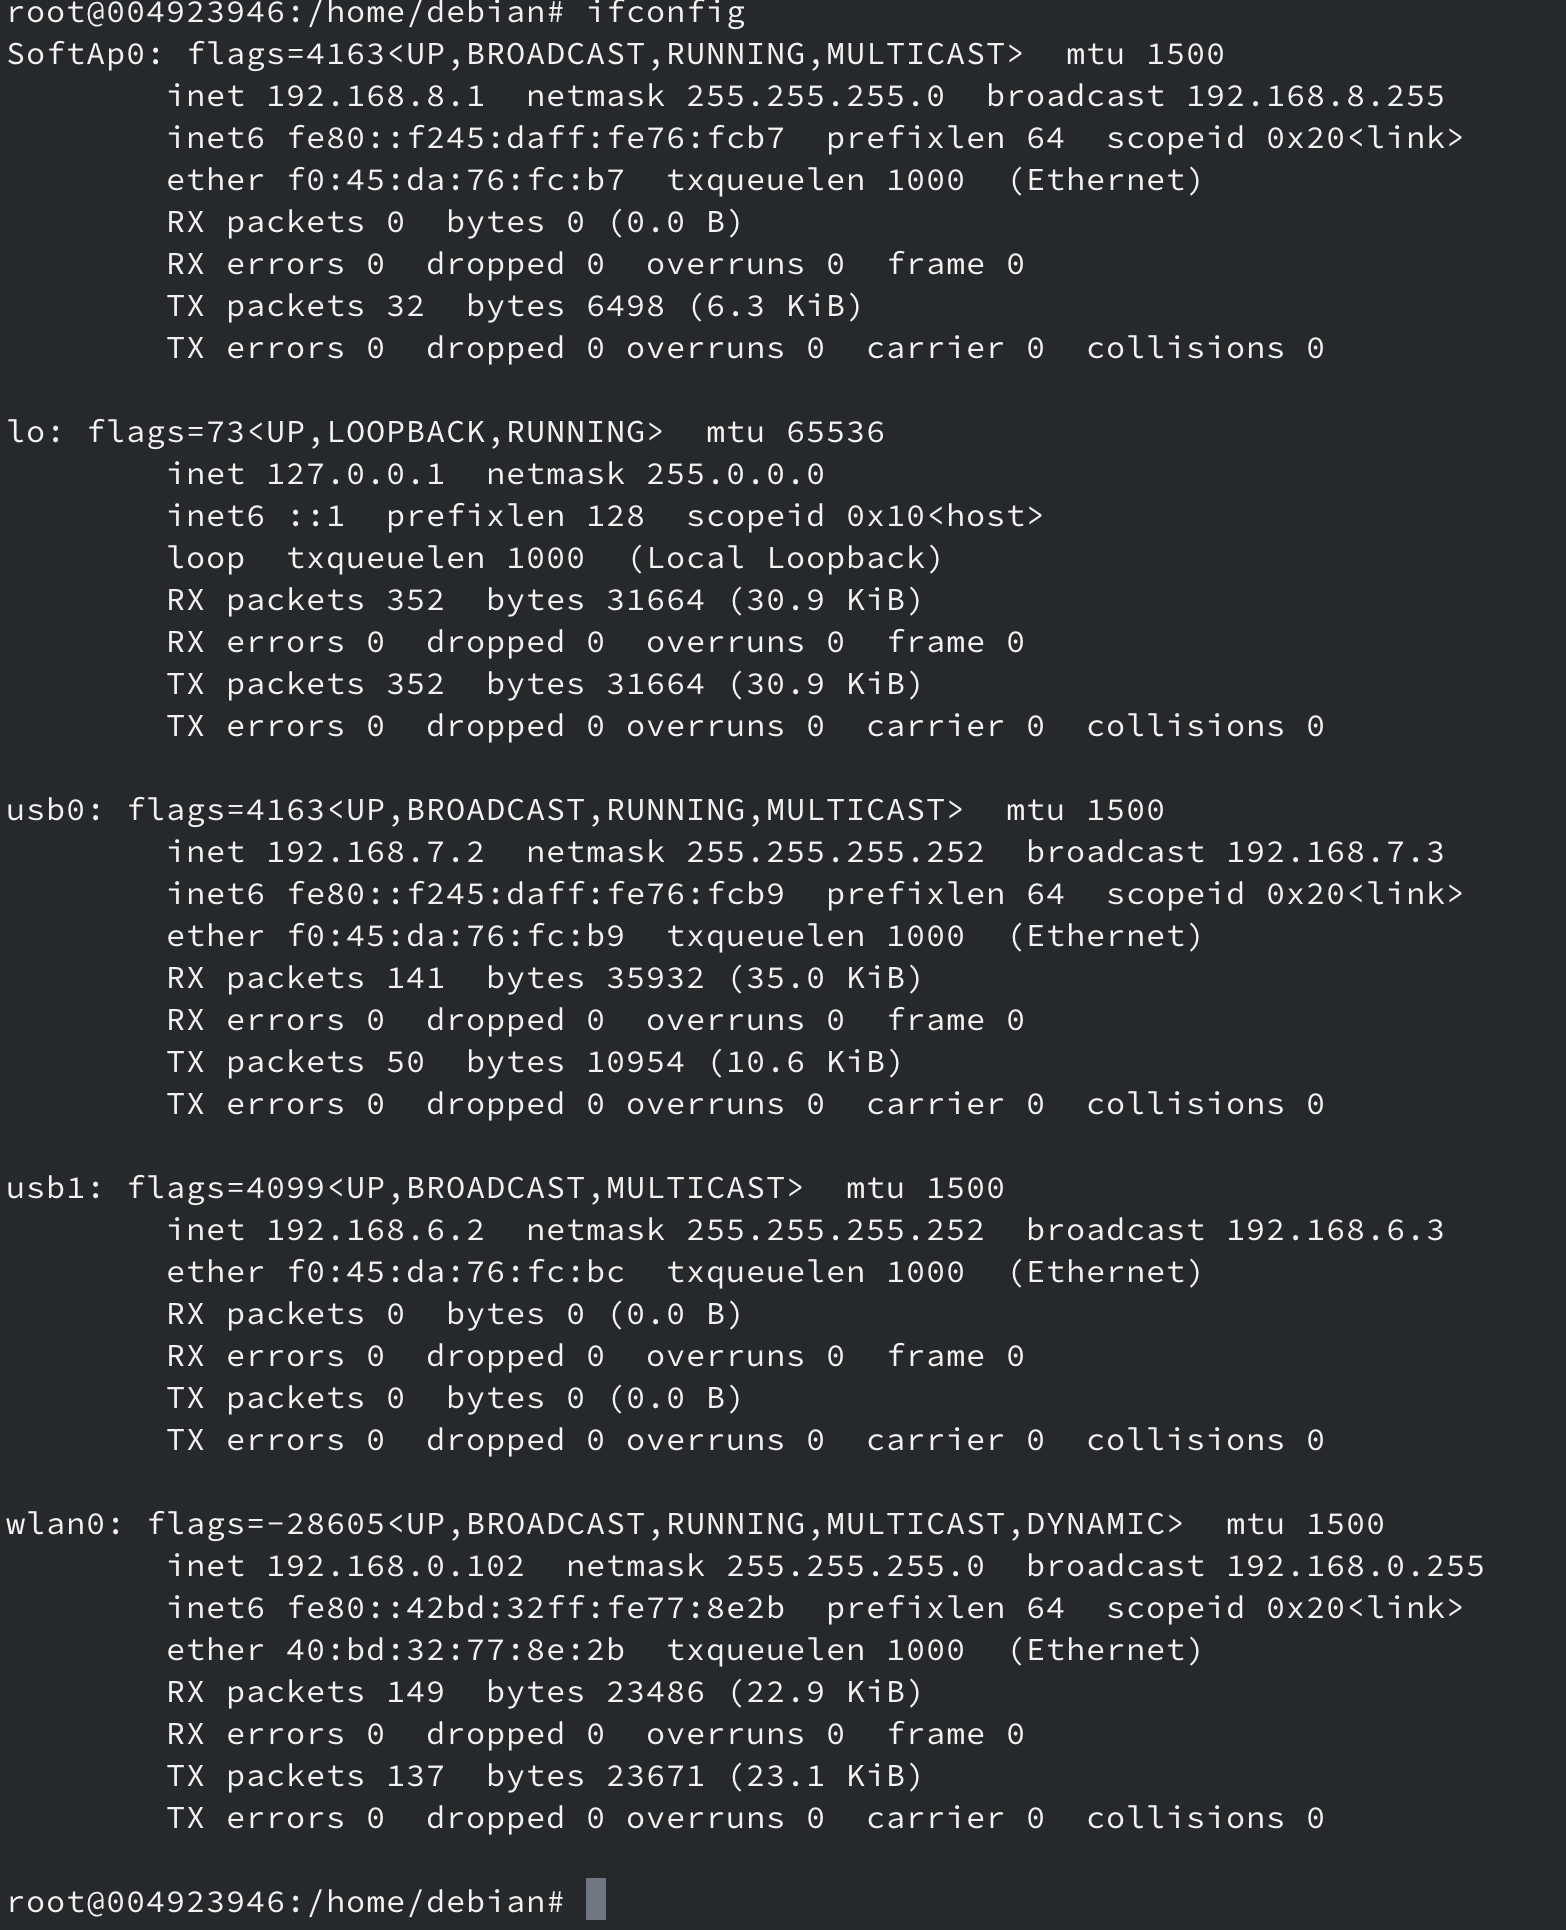 root@004923946:/home/debian# ifconfig
SoftAp0: flags=4163<UP,BROADCAST,RUNNING,MULTICAST>  mtu 1500
        inet 192.168.8.1  netmask 255.255.255.0  broadcast 192.168.8.255
        inet6 fe80::f245:daff:fe76:fcb7  prefixlen 64  scopeid 0x20<link>
        ether f0:45:da:76:fc:b7  txqueuelen 1000  (Ethernet)
        RX packets 0  bytes 0 (0.0 B)
        RX errors 0  dropped 0  overruns 0  frame 0
        TX packets 32  bytes 6498 (6.3 KiB)
        TX errors 0  dropped 0 overruns 0  carrier 0  collisions 0

lo: flags=73<UP,LOOPBACK,RUNNING>  mtu 65536
        inet 127.0.0.1  netmask 255.0.0.0
        inet6 ::1  prefixlen 128  scopeid 0x10<host>
        loop  txqueuelen 1000  (Local Loopback)
        RX packets 352  bytes 31664 (30.9 KiB)
        RX errors 0  dropped 0  overruns 0  frame 0
        TX packets 352  bytes 31664 (30.9 KiB)
        TX errors 0  dropped 0 overruns 0  carrier 0  collisions 0

usb0: flags=4163<UP,BROADCAST,RUNNING,MULTICAST>  mtu 1500
        inet 192.168.7.2  netmask 255.255.255.252  broadcast 192.168.7.3
        inet6 fe80::f245:daff:fe76:fcb9  prefixlen 64  scopeid 0x20<link>
        ether f0:45:da:76:fc:b9  txqueuelen 1000  (Ethernet)
        RX packets 141  bytes 35932 (35.0 KiB)
        RX errors 0  dropped 0  overruns 0  frame 0
        TX packets 50  bytes 10954 (10.6 KiB)
        TX errors 0  dropped 0 overruns 0  carrier 0  collisions 0

usb1: flags=4099<UP,BROADCAST,MULTICAST>  mtu 1500
        inet 192.168.6.2  netmask 255.255.255.252  broadcast 192.168.6.3
        ether f0:45:da:76:fc:bc  txqueuelen 1000  (Ethernet)
        RX packets 0  bytes 0 (0.0 B)
        RX errors 0  dropped 0  overruns 0  frame 0
        TX packets 0  bytes 0 (0.0 B)
        TX errors 0  dropped 0 overruns 0  carrier 0  collisions 0

wlan0: flags=-28605<UP,BROADCAST,RUNNING,MULTICAST,DYNAMIC>  mtu 1500
        inet 192.168.0.102  netmask 255.255.255.0  broadcast 192.168.0.255
        inet6 fe80::42bd:32ff:fe77:8e2b  prefixlen 64  scopeid 0x20<link>
        ether 40:bd:32:77:8e:2b  txqueuelen 1000  (Ethernet)
        RX packets 149  bytes 23486 (22.9 KiB)
        RX errors 0  dropped 0  overruns 0  frame 0
        TX packets 137  bytes 23671 (23.1 KiB)
        TX errors 0  dropped 0 overruns 0  carrier 0  collisions 0

root@004923946:/home/debian#